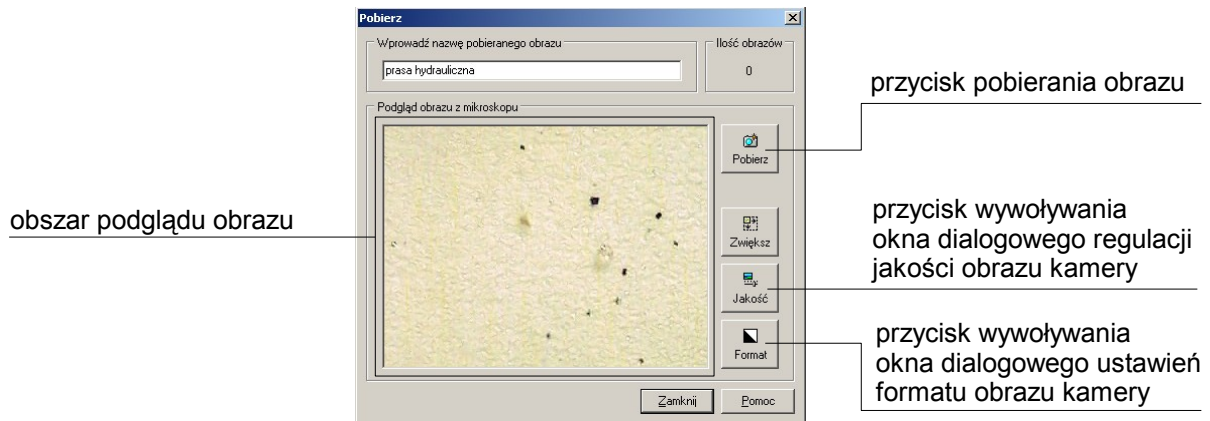 Pobierz
Wprowadź nazwę pobieranego obrazu
Ilość obrazów
prasa hydrauliczna
0
przycisk pobierania obrazu
Podgląd obrazu z mikroskopu
Pobierz
obszar podglądu obrazu
przycisk wywoływania
okna dialogowego regulacji
jakości obrazu kamery
Zwiększ
Jakość
przycisk wywoływania
okna dialogowego ustawień
formatu obrazu kamery
Format
Zamknij
Pomoc